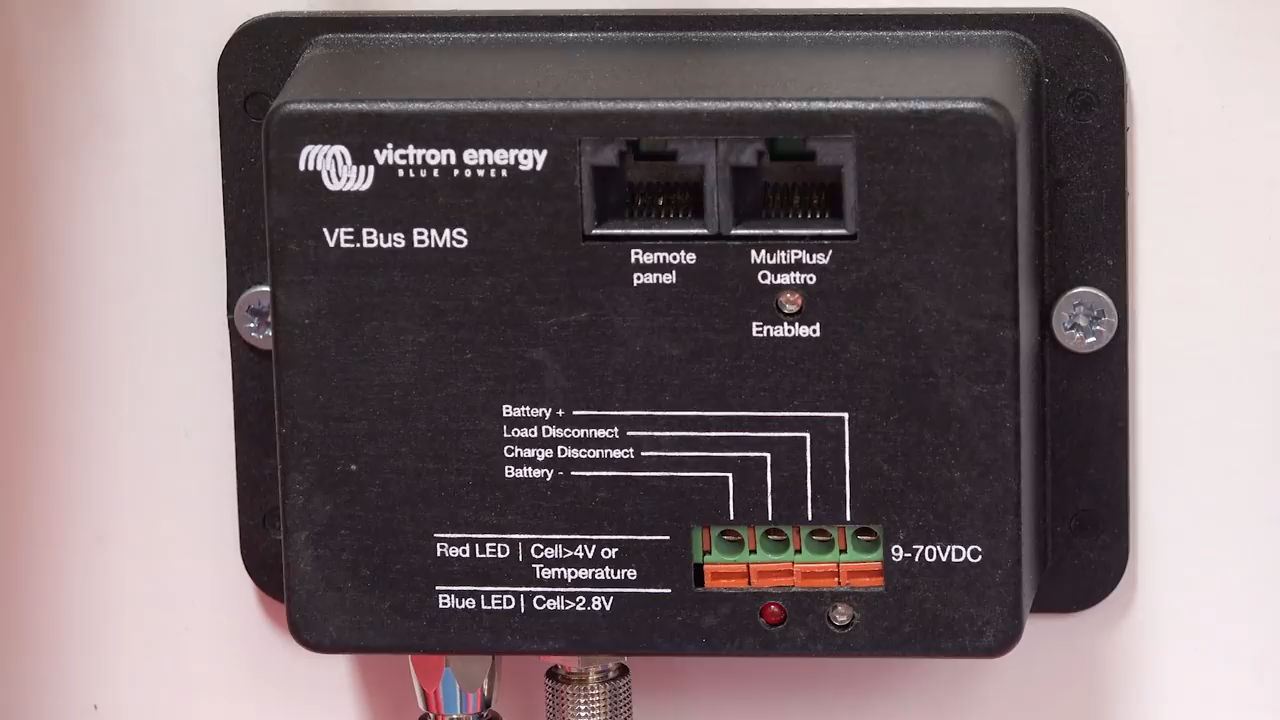 victron energy
BLUE POWER
VE.Bus BMS
Remote
panel
MultiPlus/
Quattro
Enabled
Battery +
Load Disconnect
Charge Disconnect
Battery -
Red LED | Cell>4V or
Temperature
Blue LED | Cell>2.8V
9-70VDC